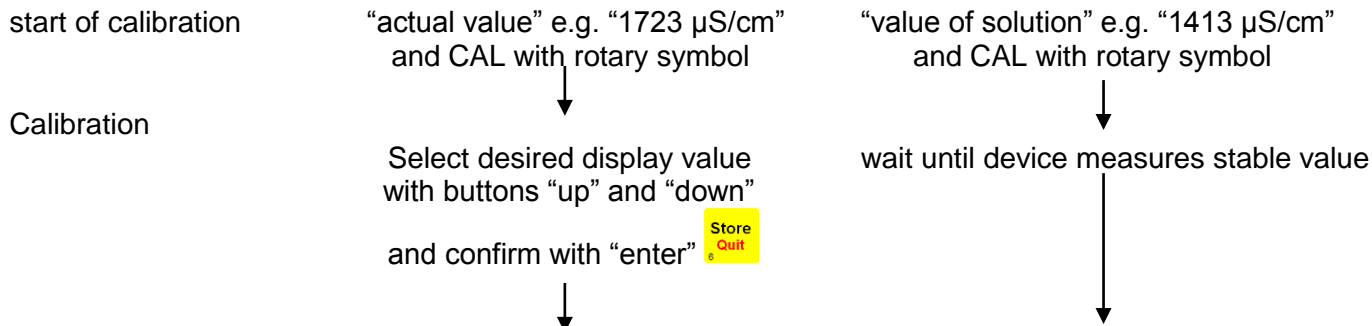 start of calibration
“actual value” e.g. “1723 µS/cm”
and CAL with rotary symbol
“value of solution” e.g. “1413 µS/cm”
and CAL with rotary symbol
Calibration
Select desired display value
with buttons “up” and “down”
and confirm with “enter”
Store
Quit
6
wait until device measures stable value